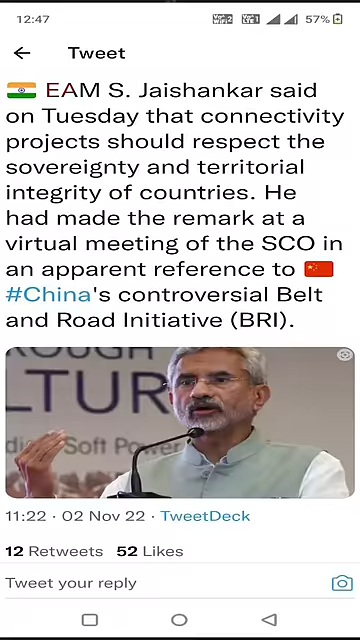 12:47
57%
Tweet
EAM S. Jaishankar said
on Tuesday that connectivity
projects should respect the
sovereignty and territorial
integrity of countries. He
had made the remark at a
virtual meeting of the SCO in
an apparent reference to
#China's controversial Belt
and Road Initiative (BRI).
ROUGH
LTUR
Soft Power
11:22 · 02 Nov 22 · TweetDeck
12 Retweets 52 Likes
Tweet your reply